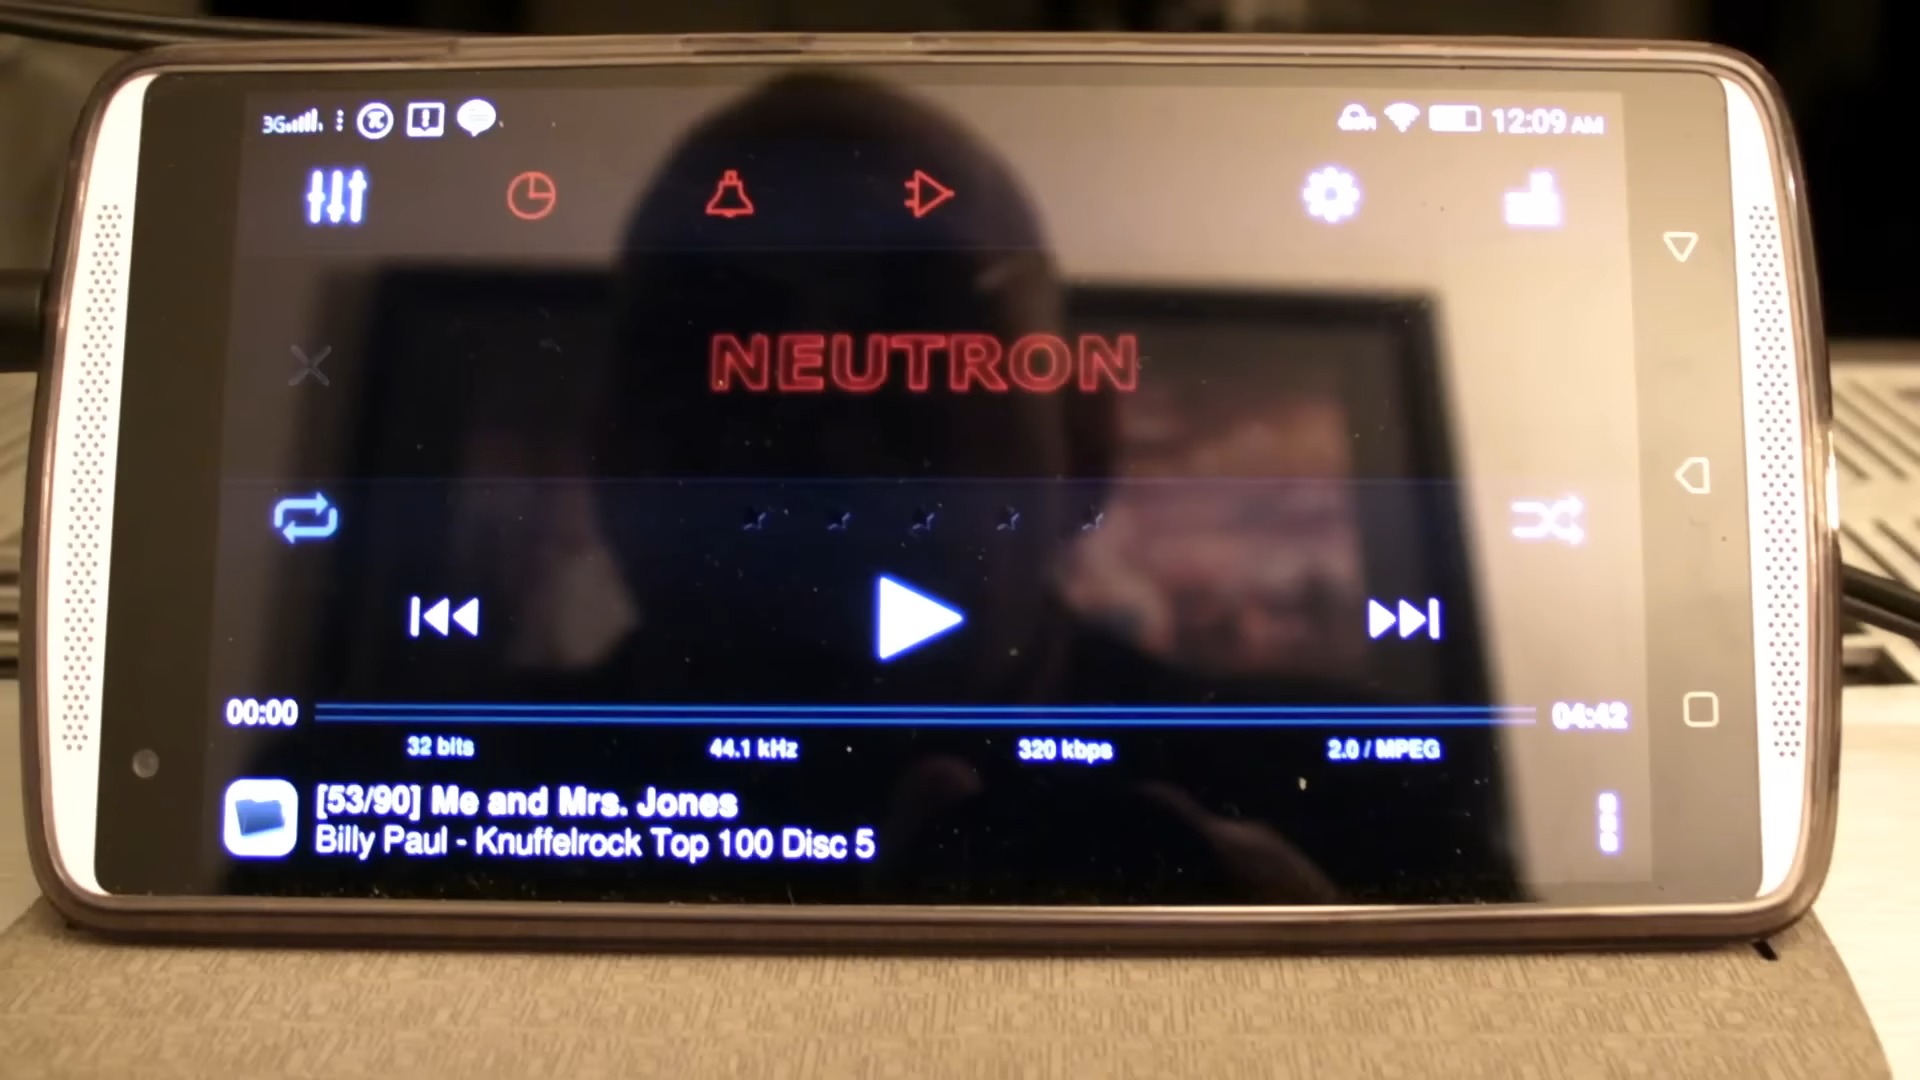 3G 12:09 AM
NEUTRON
00:00 04:42
32 bits 44.1 kHz 320 kbps 2.0 / MPEG
[53/90] Me and Mrs. Jones
Billy Paul - Knuffelrock Top 100 Disc 5